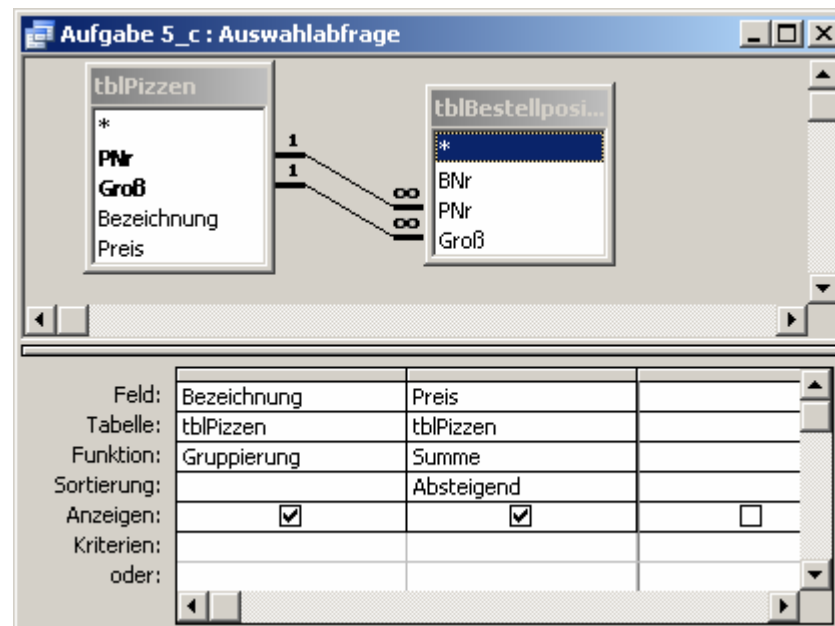 Aufgabe 5_c : Auswahlabfrage
tblPizzen
*
PNr
Groß
Bezeichnung
Preis
1
1
∞
∞
tblBestellposi...
*
BNr
PNr
Groß
Feld: Bezeichnung Preis
Tabelle: tblPizzen tblPizzen
Funktion: Gruppierung Summe
Sortierung: Absteigend
Anzeigen:
Kriterien:
oder: